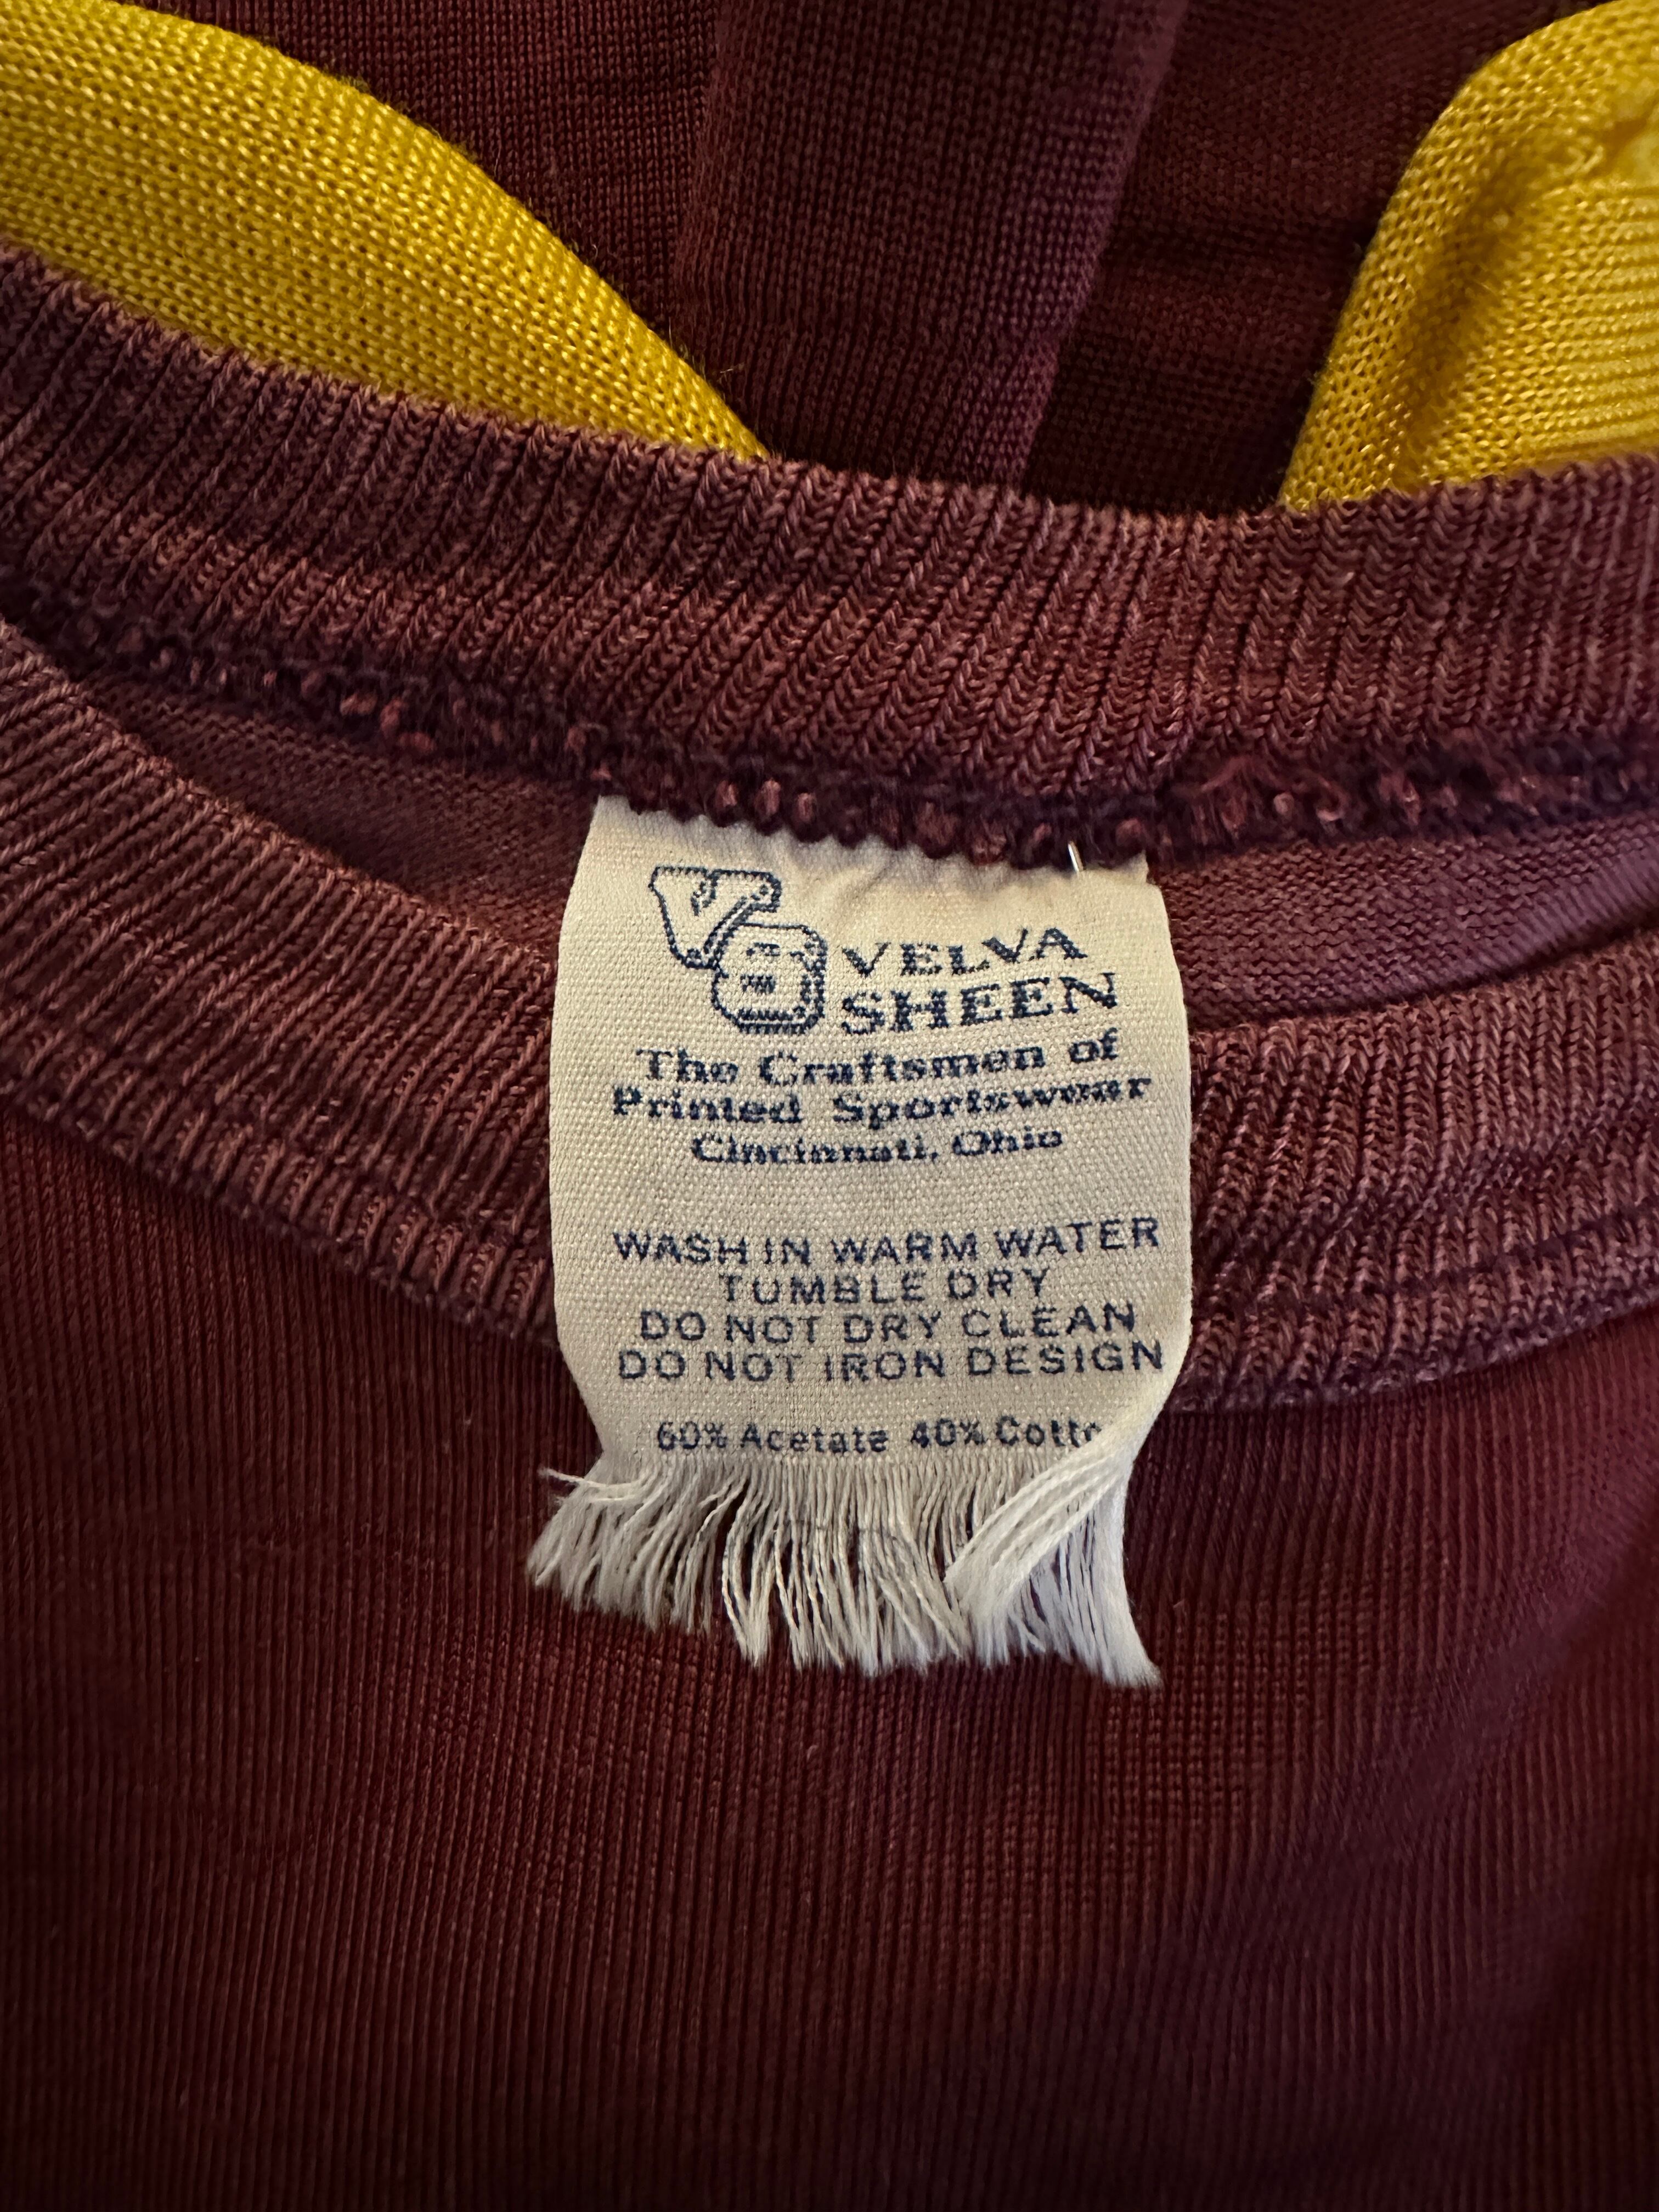 VS VELVA
SHEEN
The Craftsmen of
Printed Sportswear
Cincinnati, Ohio
WASH IN WARM WATER
TUMBLE DRY
DO NOT DRY CLEAN
DO NOT IRON DESIGN
60% Acetate 40% Cotto